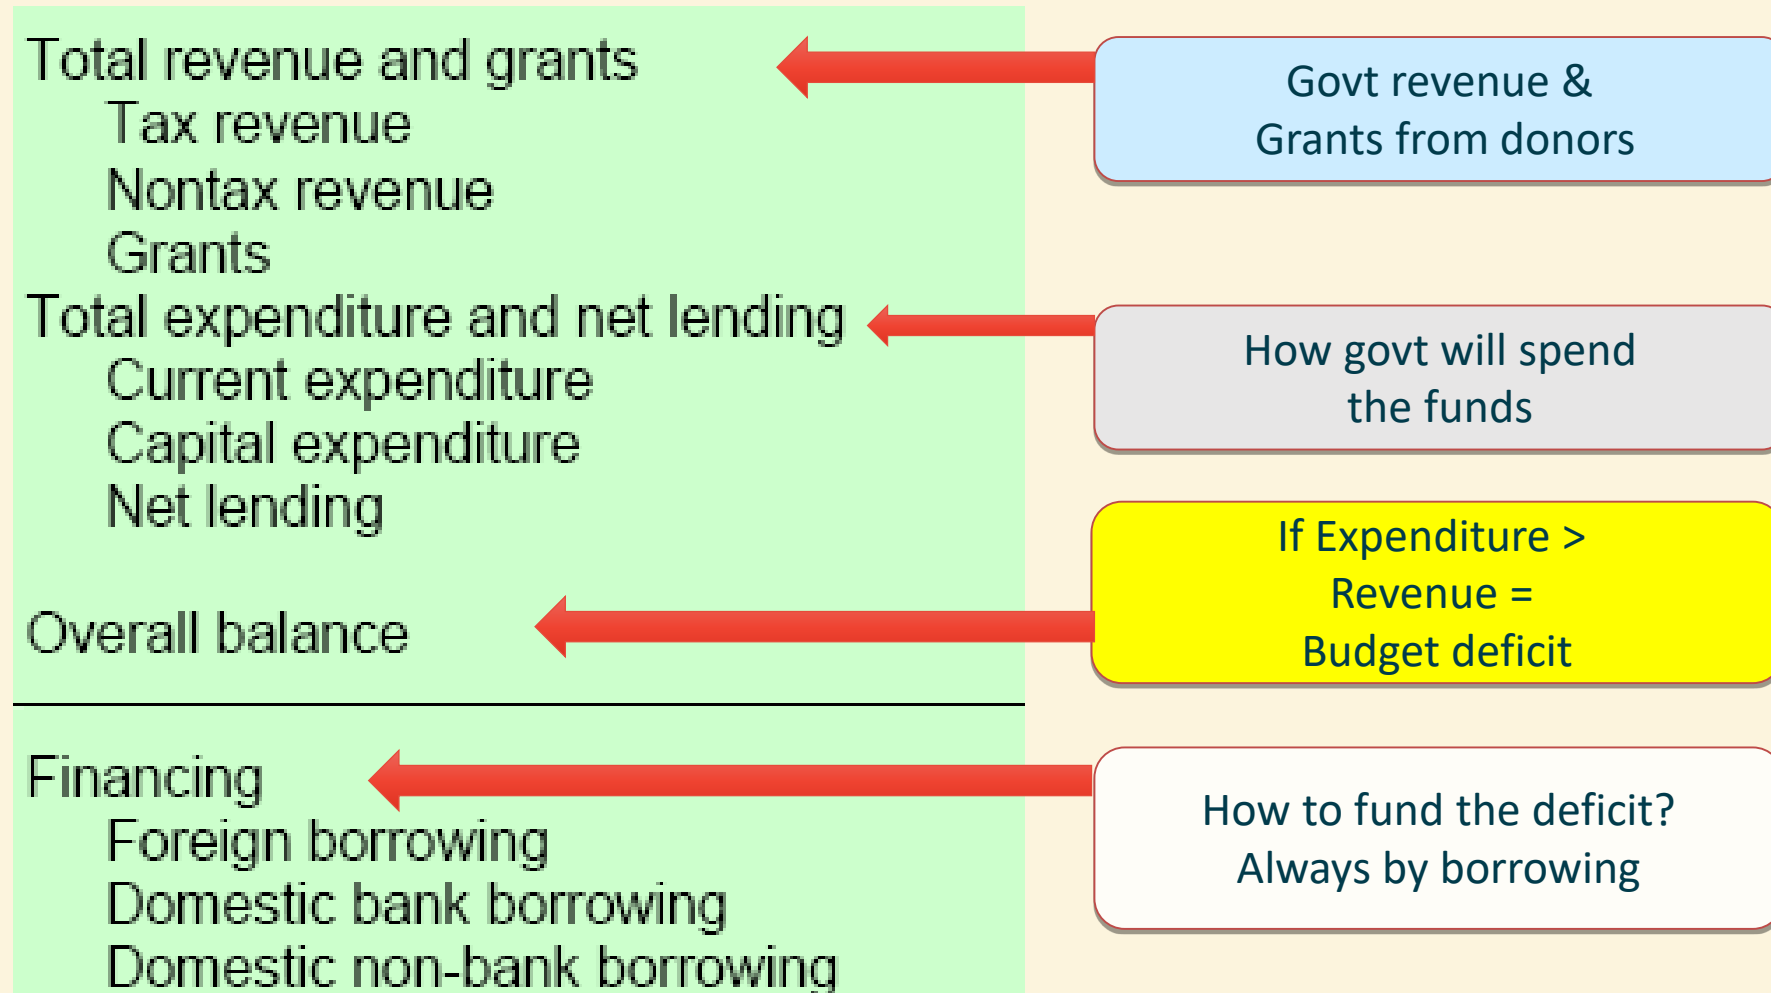 Total revenue and grants
Tax revenue
Nontax revenue
Grants
Total expenditure and net lending
Current expenditure
Capital expenditure
Net lending
Overall balance
Financing
Foreign borrowing
Domestic bank borrowing
Domestic non-bank borrowing
Govt revenue &
Grants from donors
How govt will spend
the funds
If Expenditure >
Revenue =
Budget deficit
How to fund the deficit?
Always by borrowing